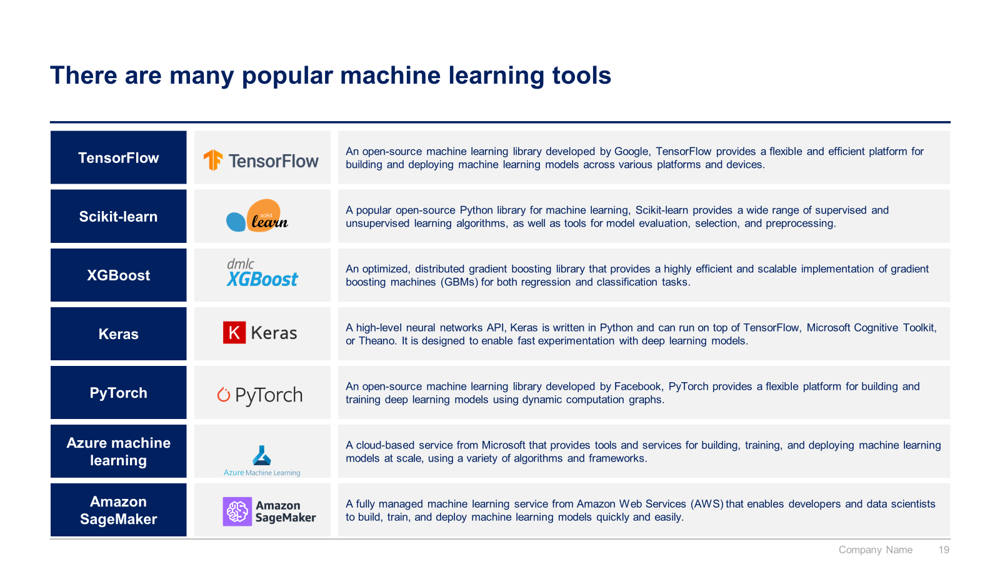 There are many popular machine learning tools
TensorFlow
TensorFlow
An open-source machine learning library developed by Google, TensorFlow provides a flexible and efficient platform for
building and deploying machine learning models across various platforms and devices.
Scikit-learn
scikit
learn
A popular open-source Python library for machine learning, Scikit-learn provides a wide range of supervised and
unsupervised learning algorithms, as well as tools for model evaluation, selection, and preprocessing.
XGBoost
dmlc
XGBoost
An optimized, distributed gradient boosting library that provides a highly efficient and scalable implementation of gradient
boosting machines (GBMs) for both regression and classification tasks.
Keras
K Keras
A high-level neural networks API, Keras is written in Python and can run on top of TensorFlow, Microsoft Cognitive Toolkit,
or Theano. It is designed to enable fast experimentation with deep learning models.
PyTorch
PyTorch
An open-source machine learning library developed by Facebook, PyTorch provides a flexible platform for building and
training deep learning models using dynamic computation graphs.
Azure machine
learning
Azure Machine Learning
A cloud-based service from Microsoft that provides tools and services for building, training, and deploying machine learning
models at scale, using a variety of algorithms and frameworks.
Amazon
SageMaker
Amazon
SageMaker
A fully managed machine learning service from Amazon Web Services (AWS) that enables developers and data scientists
to build, train, and deploy machine learning models quickly and easily.
Company Name 19